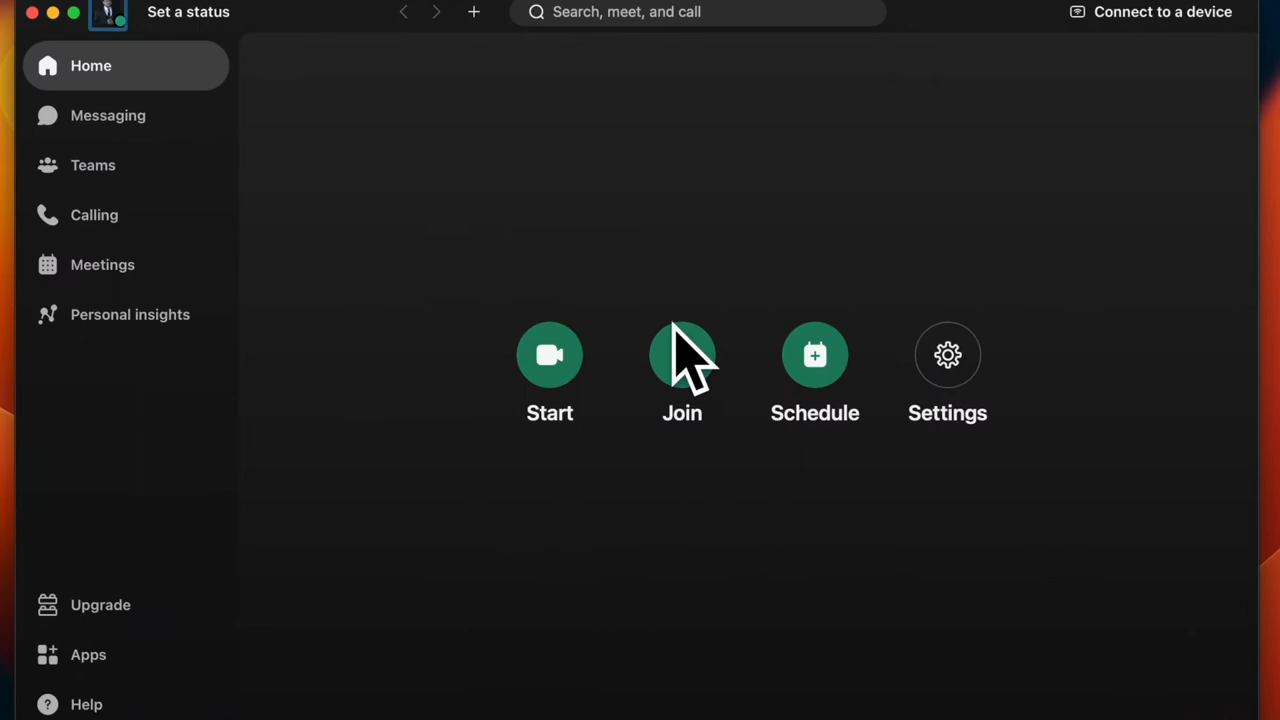 Set a status
Search, meet, and call
Connect to a device
Home
Messaging
Teams
Calling
Meetings
Personal insights
Start
Join
Schedule
Settings
Upgrade
Apps
Help